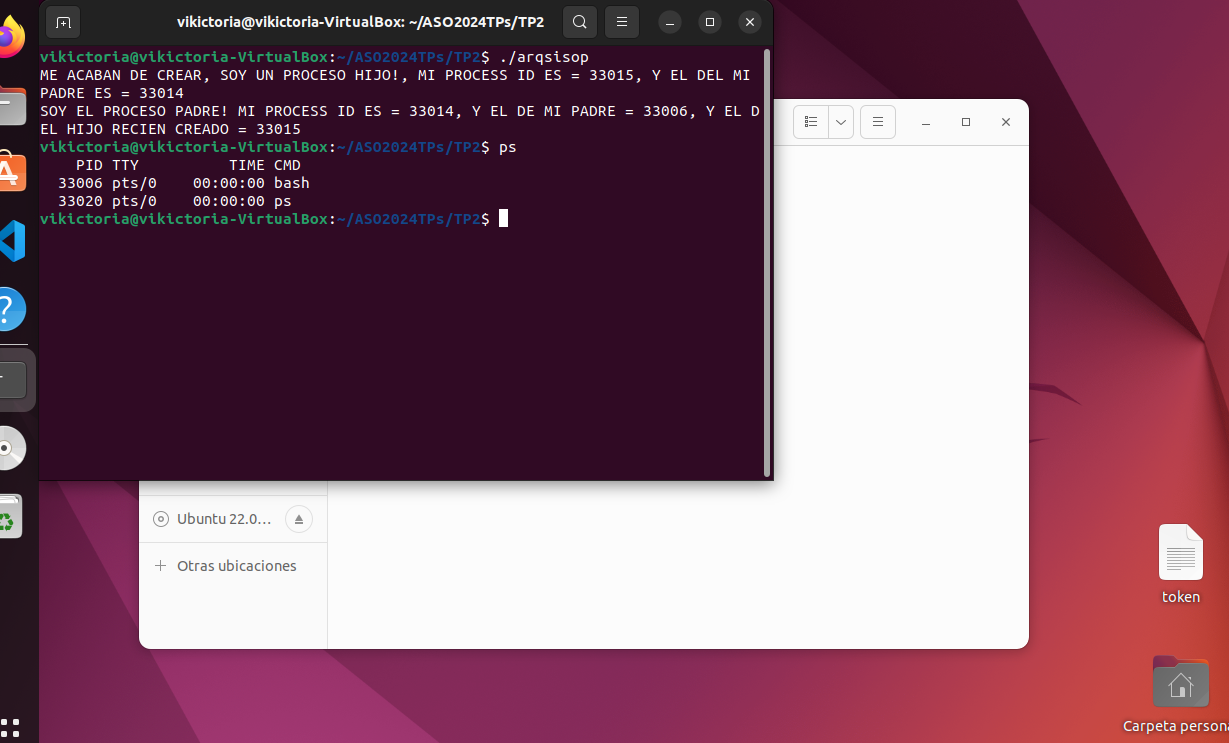 vikictoria@vikictoria-VirtualBox: ~/ASO2024TPs/TP2
vikictoria@vikictoria-VirtualBox:~/ASO2024TPs/TP2$ ./arqsisop
ME ACABAN DE CREAR, SOY UN PROCESO HIJO!, MI PROCESS ID ES = 33015, Y EL DEL MI
PADRE ES = 33014
SOY EL PROCESO PADRE! MI PROCESS ID ES = 33014, Y EL DE MI PADRE = 33006, Y EL D
EL HIJO RECIEN CREADO = 33015
vikictoria@vikictoria-VirtualBox:~/ASO2024TPs/TP2$ ps
    PID TTY          TIME CMD
  33006 pts/0    00:00:00 bash
  33020 pts/0    00:00:00 ps
vikictoria@vikictoria-VirtualBox:~/ASO2024TPs/TP2$
Ubuntu 22.0...
Otras ubicaciones
token
Carpeta persona